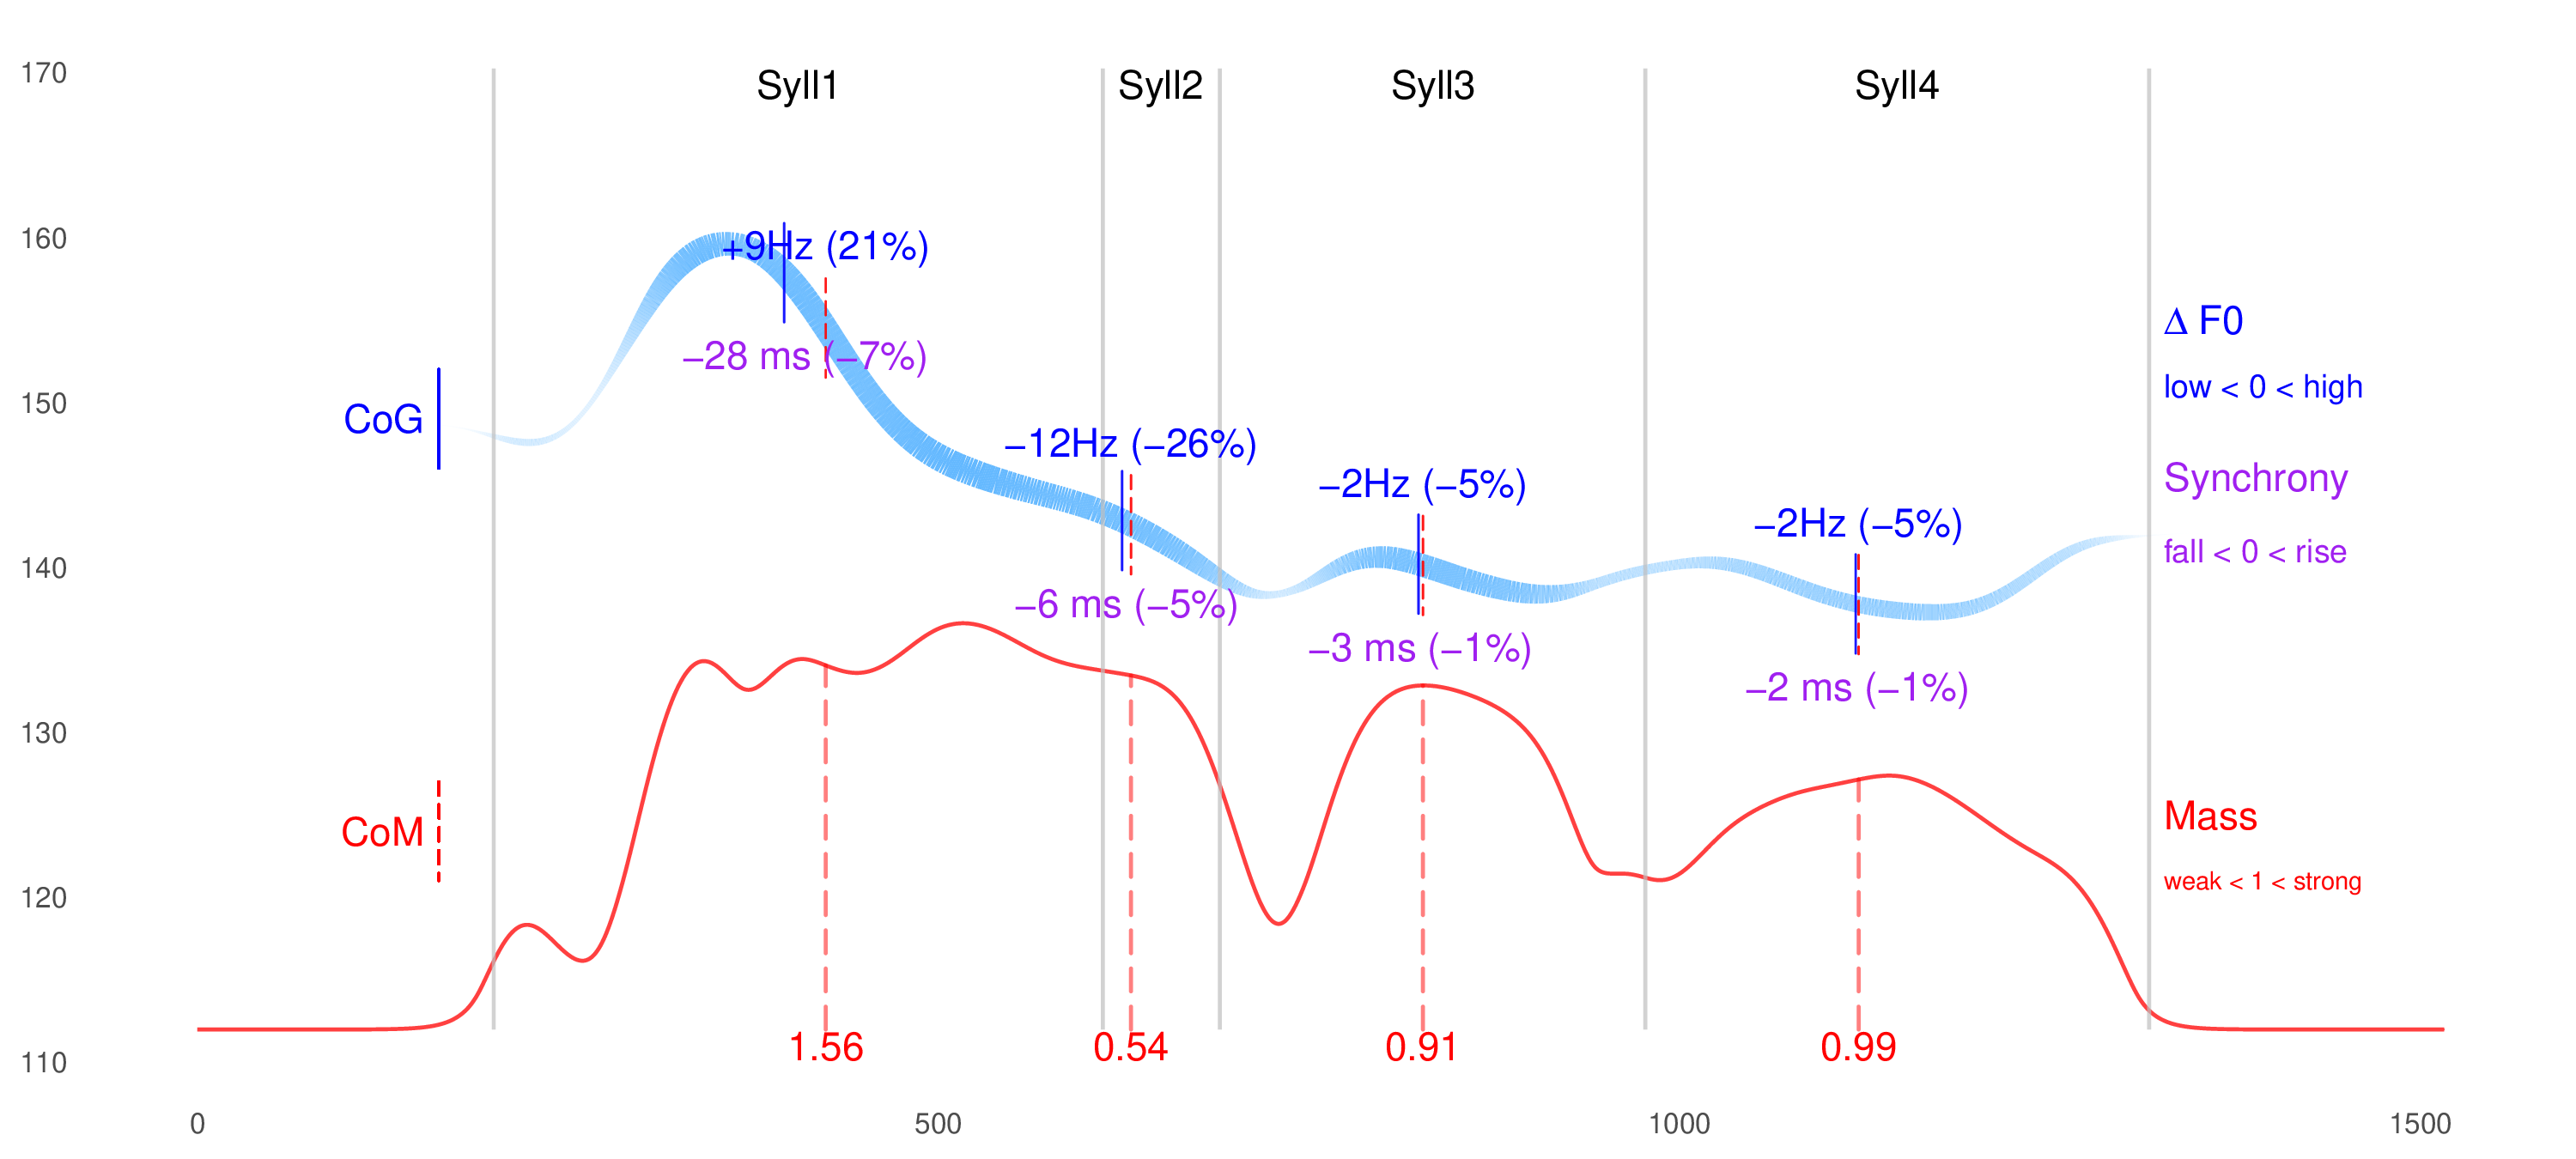 170
Syll1
Syll2
Syll3
Syll4
160
+9Hz (21%)
Δ F0
−28 ms (−7%)
low < 0 < high
150
CoG
−12Hz (−26%)
−2Hz (−5%)
Synchrony
−2Hz (−5%)
fall < 0 < rise
140
−6 ms (−5%)
−3 ms (−1%)
−2 ms (−1%)
130
CoM
Mass
weak < 1 < strong
120
1.56
0.54
0.91
0.99
110
0
500
1000
1500